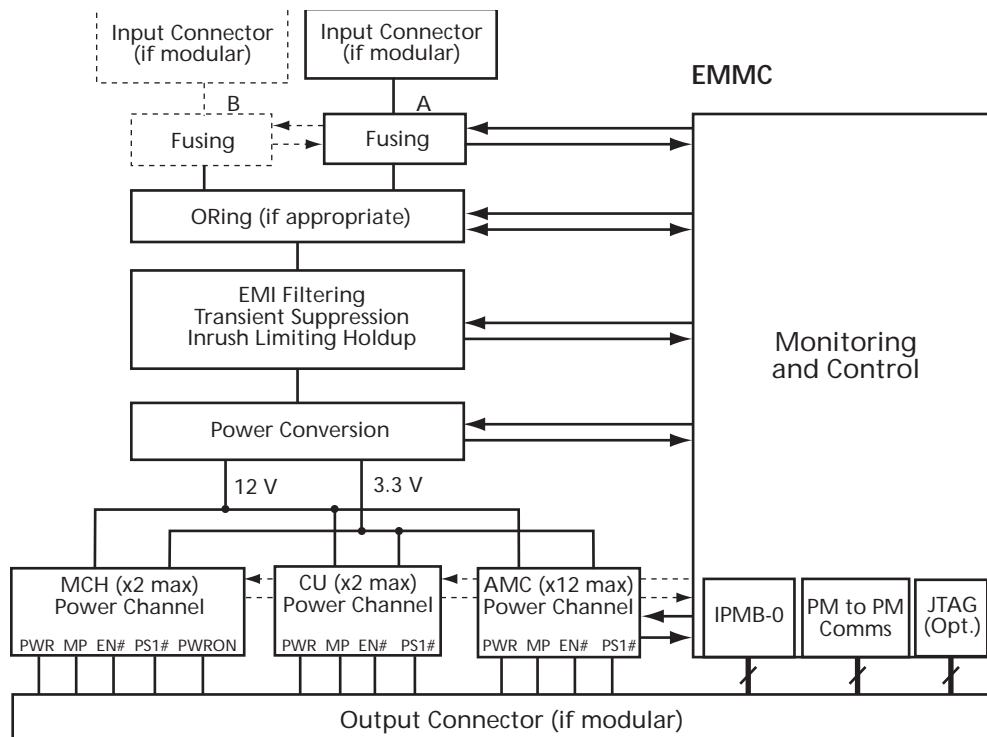 Input Connector
(if modular)
Input Connector
(if modular)
EMMC
B
A
Fusing
Fusing
ORing (if appropriate)
EMI Filtering
Transient Suppression
Inrush Limiting Holdup
Monitoring
and Control
Power Conversion
12 V
3.3 V
MCH (x2 max)
Power Channel
PWR MP EN# PS1# PWRON
CU (x2 max)
Power Channel
PWR MP EN# PS1#
AMC (x12 max)
Power Channel
PWR MP EN# PS1#
IPMB-0
PM to PM
Comms
JTAG
(Opt.)
Output Connector (if modular)